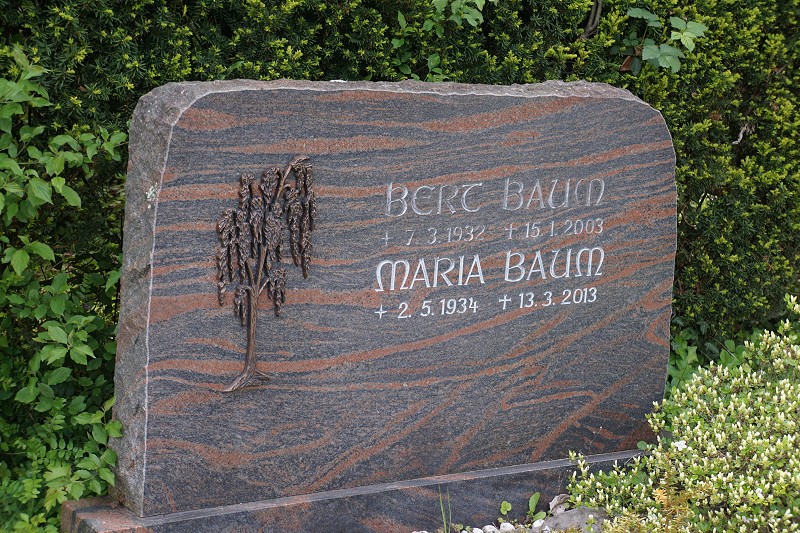 BERT BAUM
+ 7. 3. 1932 † 15. 1. 2003
MARIA BAUM
+ 2. 5. 1934 † 13. 3. 2013